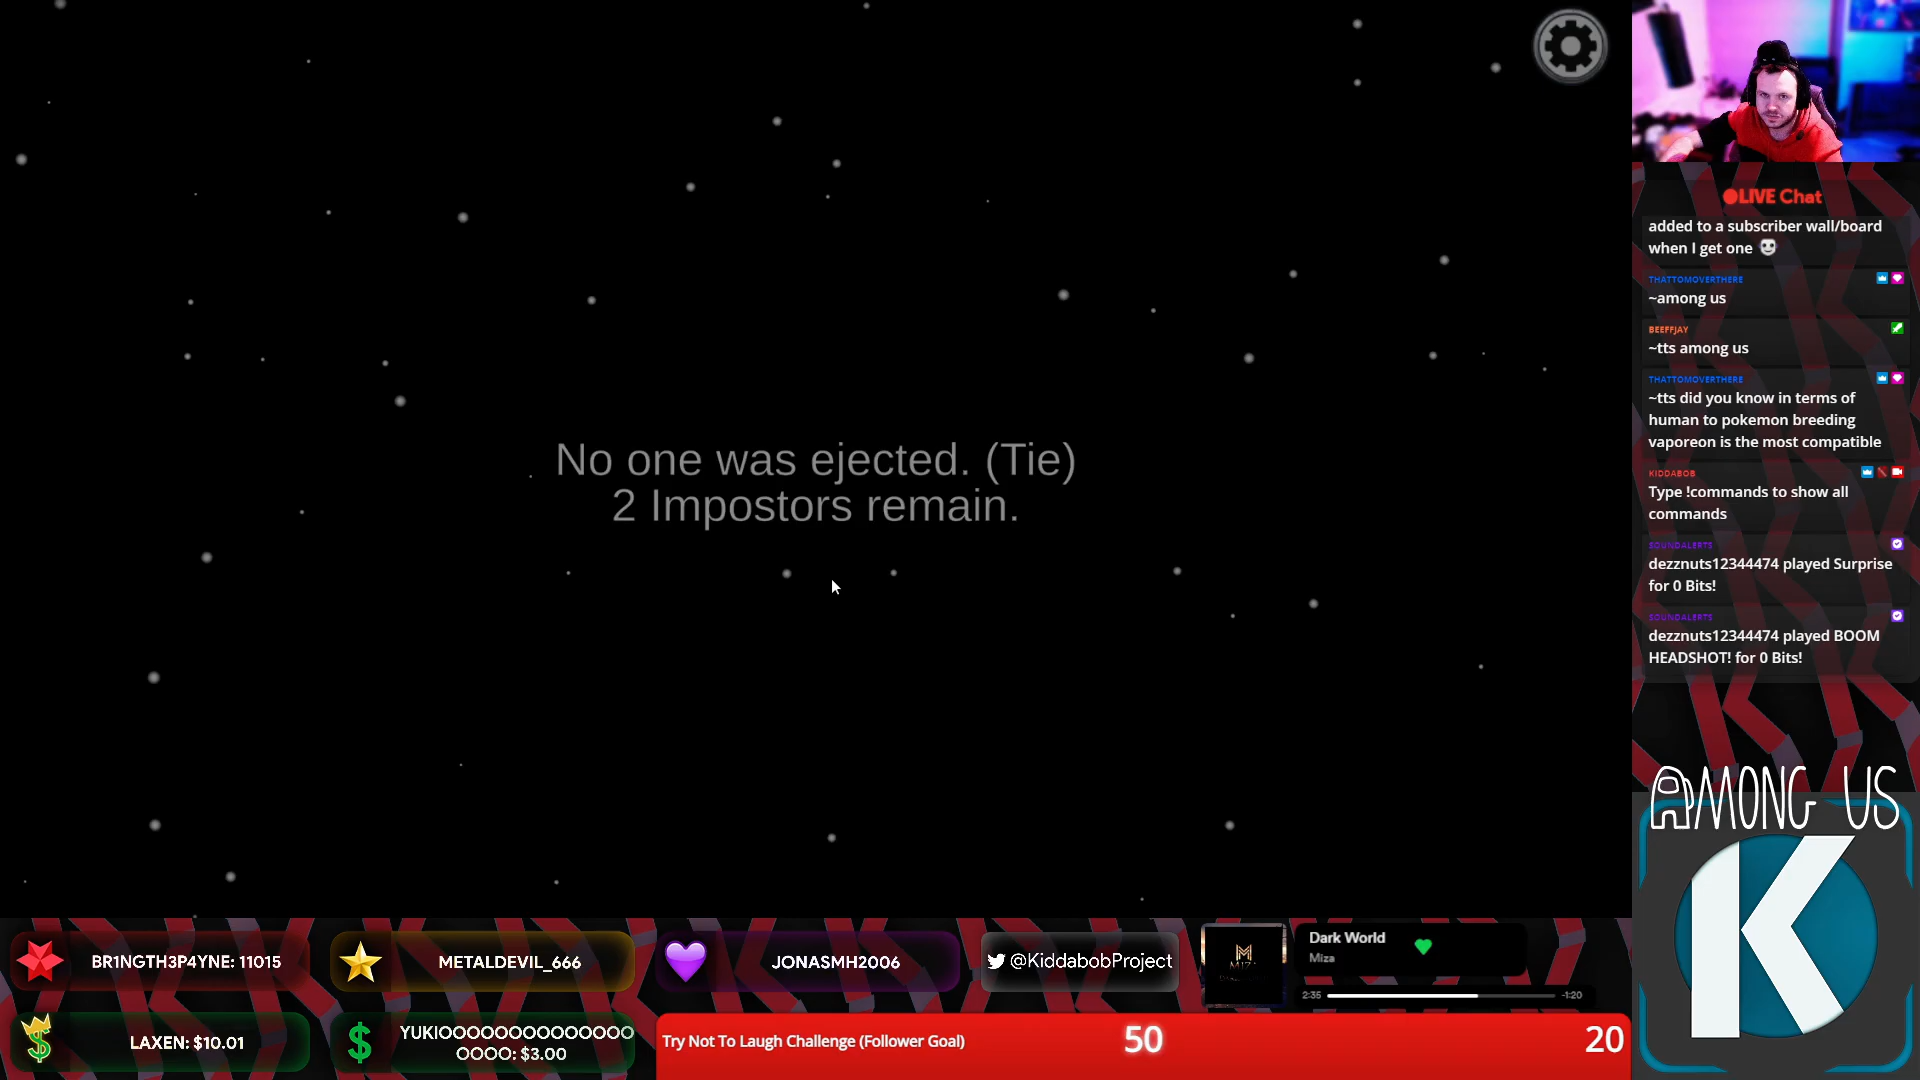 No one was ejected. (Tie)
2 Impostors remain.
LIVE Chat
added to a subscriber wall/board
when I get one
THATTOMOVERTHERE
~among us
BEEFFJAY
~tts among us
THATTOMOVERTHERE
~tts did you know in terms of
human to pokemon breeding
vaporeon is the most compatible
KIDDABOB
Type !commands to show all
commands
SOUNDALERTS
dezznuts12344474 played Surprise
for 0 Bits!
SOUNDALERTS
dezznuts12344474 played BOOM
HEADSHOT! for 0 Bits!
AMONG US
K
BR1NGTH3P4YNE: 11015
METALDEVIL_666
JONASMH2006
@KiddabobProject
Dark World
Miza
2:35
-1:20
LAXEN: $10.01
YUKIOOOOOOOOOOOOOO
OOOO: $3.00
Try Not To Laugh Challenge (Follower Goal)
50
20